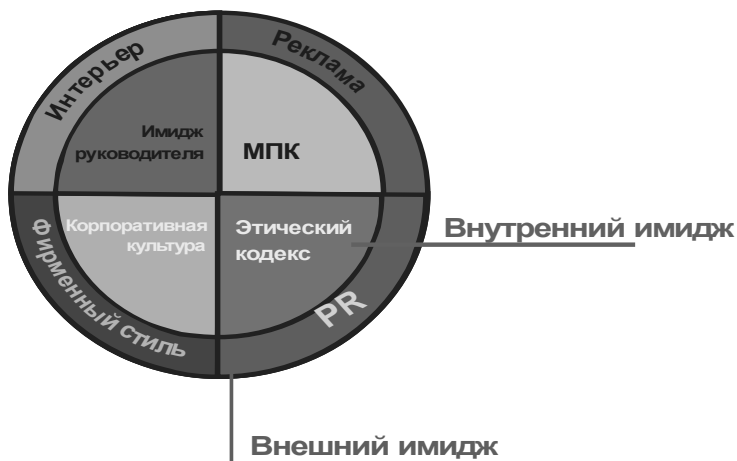 Интерьер
Реклама
Имидж
руководителя
МПК
Корпоративная
культура
Этический
кодекс
Внутренний имидж
Фирменный стиль
PR
Внешний имидж